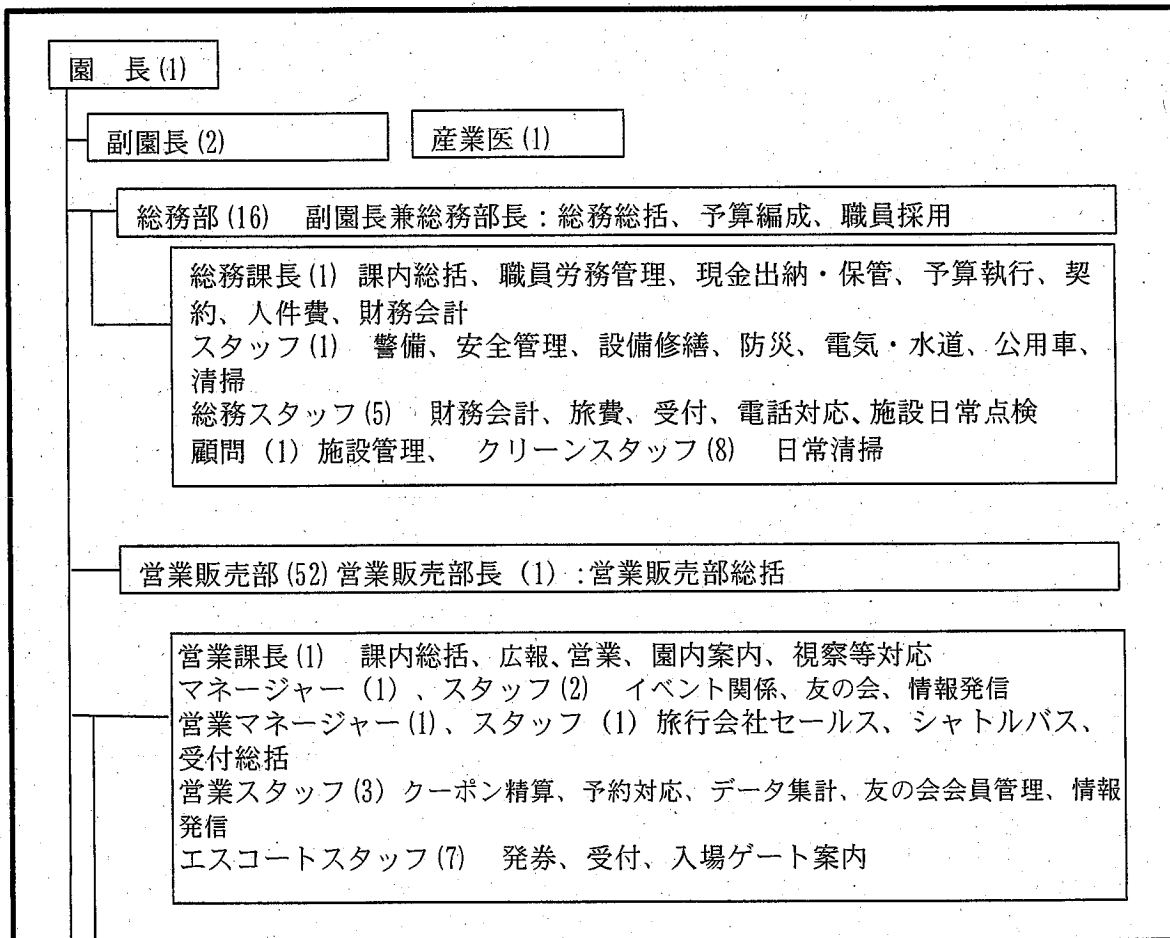 園　長(1)
副園長(2)
産業医(1)
総務部(16)　副園長兼総務部長：総務総括、予算編成、職員採用
総務課長(1) 課内総括、職員労務管理、現金出納・保管、予算執行、契
約、人件費、財務会計
スタッフ(1)　警備、安全管理、設備修繕、防災、電気・水道、公用車、
清掃
総務スタッフ(5)　財務会計、旅費、受付、電話対応、施設日常点検
顧問（1）施設管理、　クリーンスタッフ(8)　日常清掃
営業販売部(52)営業販売部長（1）:営業販売部総括
営業課長(1)　課内総括、広報、営業、園内案内、視察等対応
マネージャー（1）、スタッフ(2)　イベント関係、友の会、情報発信
営業マネージャー(1)、スタッフ（1）旅行会社セールス、シャトルバス、
受付総括
営業スタッフ(3) クーポン精算、予約対応、データ集計、友の会会員管理、情報
発信
エスコートスタッフ(7)　発券、受付、入場ゲート案内